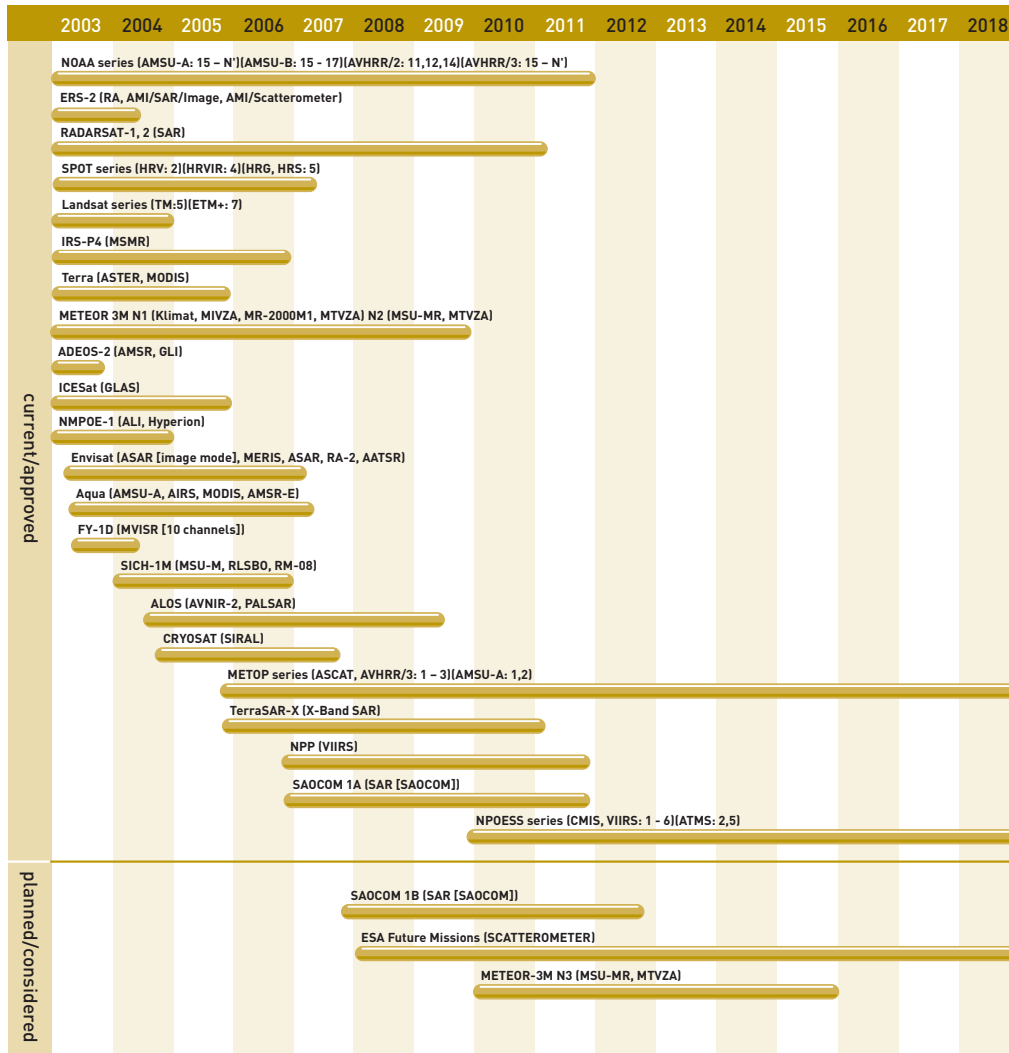 2003 2004 2005 2006 2007 2008 2009 2010 2011 2012 2013 2014 2015 2016 2017 2018
current/approved
NOAA series (AMSU-A: 15 – N')(AMSU-B: 15 - 17)(AVHRR/2: 11,12,14)(AVHRR/3: 15 – N')
ERS-2 (RA, AMI/SAR/Image, AMI/Scatterometer)
RADARSAT-1, 2 (SAR)
SPOT series (HRV: 2)(HRVIR: 4)(HRG, HRS: 5)
Landsat series (TM:5)(ETM+: 7)
IRS-P4 (MSMR)
Terra (ASTER, MODIS)
METEOR 3M N1 (Klimat, MIVZA, MR-2000M1, MTVZA) N2 (MSU-MR, MTVZA)
ADEOS-2 (AMSR, GLI)
ICESat (GLAS)
NMPOE-1 (ALI, Hyperion)
Envisat (ASAR [image mode], MERIS, ASAR, RA-2, AATSR)
Aqua (AMSU-A, AIRS, MODIS, AMSR-E)
FY-1D (MVISR [10 channels])
SICH-1M (MSU-M, RLSBO, RM-08)
ALOS (AVNIR-2, PALSAR)
CRYOSAT (SIRAL)
METOP series (ASCAT, AVHRR/3: 1 – 3)(AMSU-A: 1,2)
TerraSAR-X (X-Band SAR)
NPP (VIIRS)
SAOCOM 1A (SAR [SAOCOM])
NPOESS series (CMIS, VIIRS: 1 - 6)(ATMS: 2,5)
planned/considered
SAOCOM 1B (SAR [SAOCOM])
ESA Future Missions (SCATTEROMETER)
METEOR-3M N3 (MSU-MR, MTVZA)